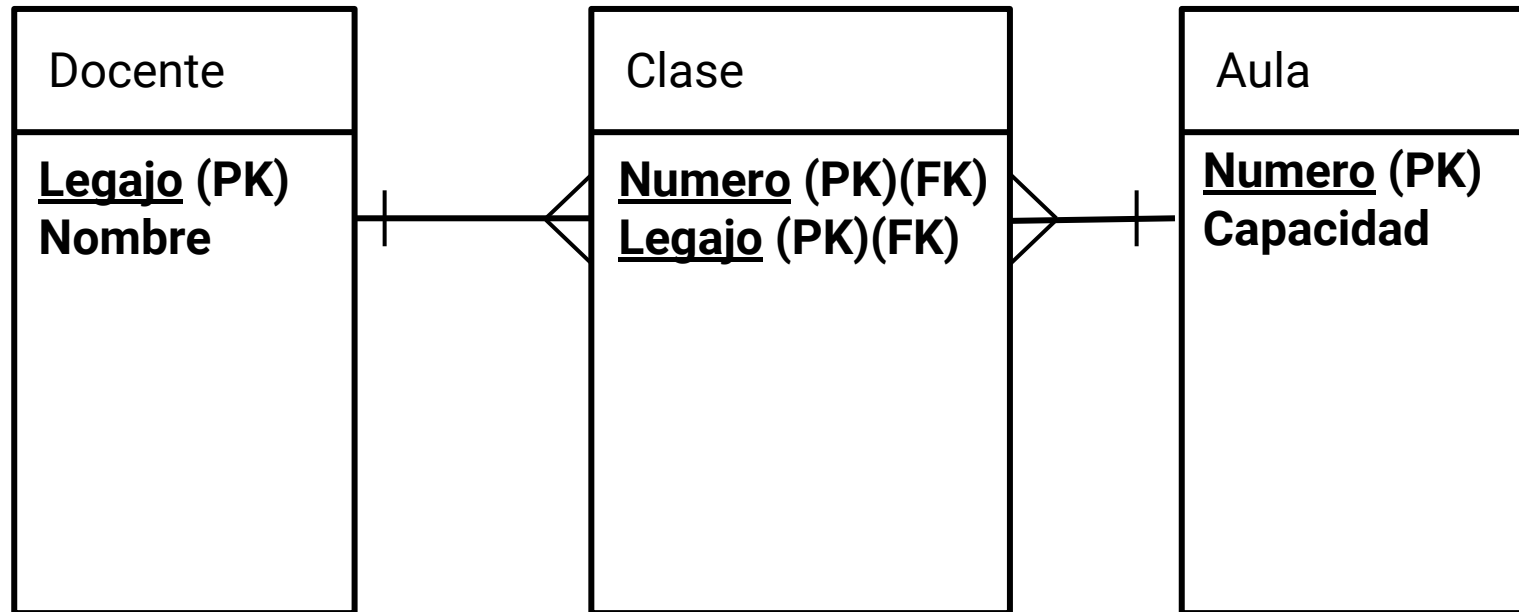 Docente
Legajo (PK)
Nombre
Clase
Numero (PK)(FK)
Legajo (PK)(FK)
Aula
Numero (PK)
Capacidad